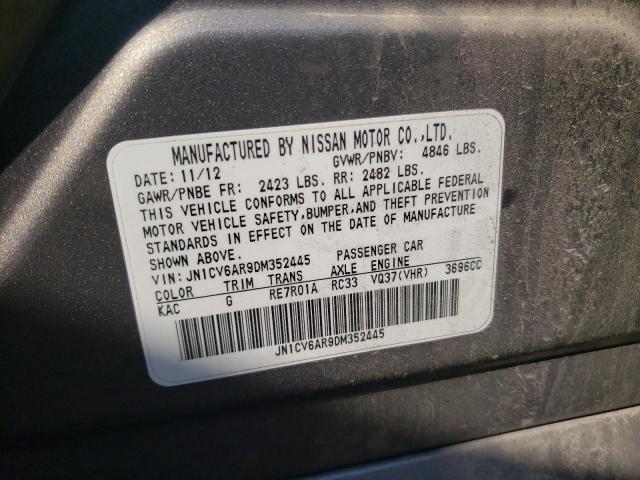 MANUFACTURED BY NISSAN MOTOR CO.,LTD.
DATE: 11/12 GVWR/PNBV: 4846 LBS.
GAWR/PNBE FR: 2423 LBS. RR: 2482 LBS.
THIS VEHICLE CONFORMS TO ALL APPLICABLE FEDERAL
MOTOR VEHICLE SAFETY,BUMPER,AND THEFT PREVENTION
STANDARDS IN EFFECT ON THE DATE OF MANUFACTURE
SHOWN ABOVE.
VIN: JN1CV6AR9DM352445 PASSENGER CAR
COLOR TRIM TRANS AXLE ENGINE
KAC G RE7R01A RC33 VQ37(VHR) 3696CC
JN1CV6AR9DM352445